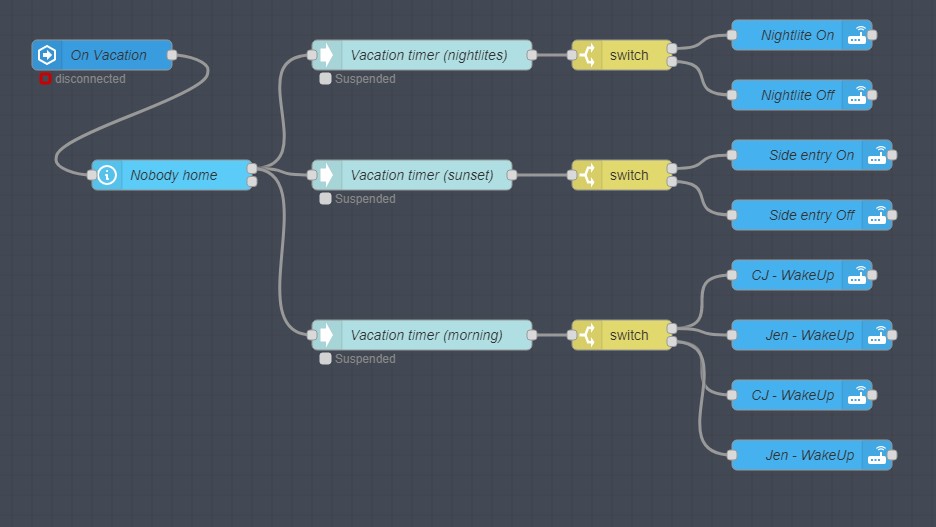 On Vacation
disconnected
Nobody home
Vacation timer (nightlites)
Suspended
switch
Nightlite On
Nightlite Off
Vacation timer (sunset)
Suspended
switch
Side entry On
Side entry Off
Vacation timer (morning)
Suspended
switch
CJ - WakeUp
Jen - WakeUp
CJ - WakeUp
Jen - WakeUp